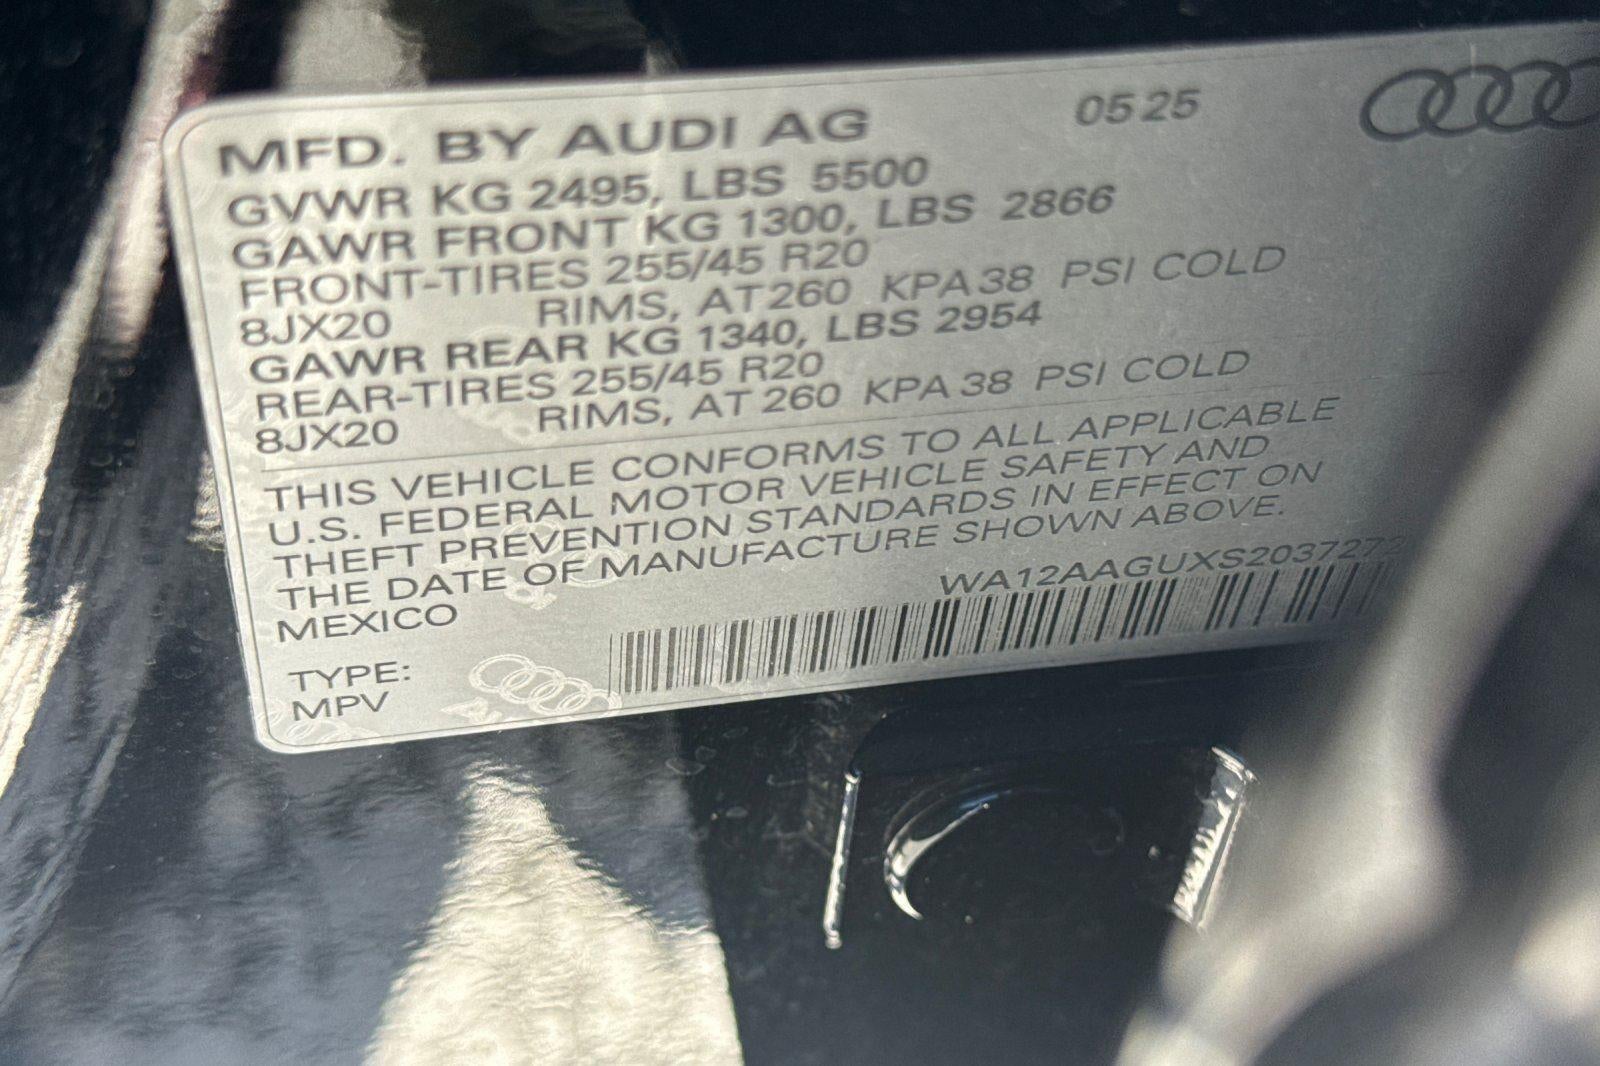 MFD. BY AUDI AG 05 25
GVWR KG 2495, LBS 5500
GAWR FRONT KG 1300, LBS 2866
FRONT-TIRES 255/45 R20
8JX20 RIMS, AT 260 KPA 38 PSI COLD
GAWR REAR KG 1340, LBS 2954
REAR-TIRES 255/45 R20
8JX20 RIMS, AT 260 KPA 38 PSI COLD
THIS VEHICLE CONFORMS TO ALL APPLICABLE
U.S. FEDERAL MOTOR VEHICLE SAFETY AND
THEFT PREVENTION STANDARDS IN EFFECT ON
THE DATE OF MANUFACTURE SHOWN ABOVE.
MEXICO WA12AAGUXS2037272
TYPE:
MPV